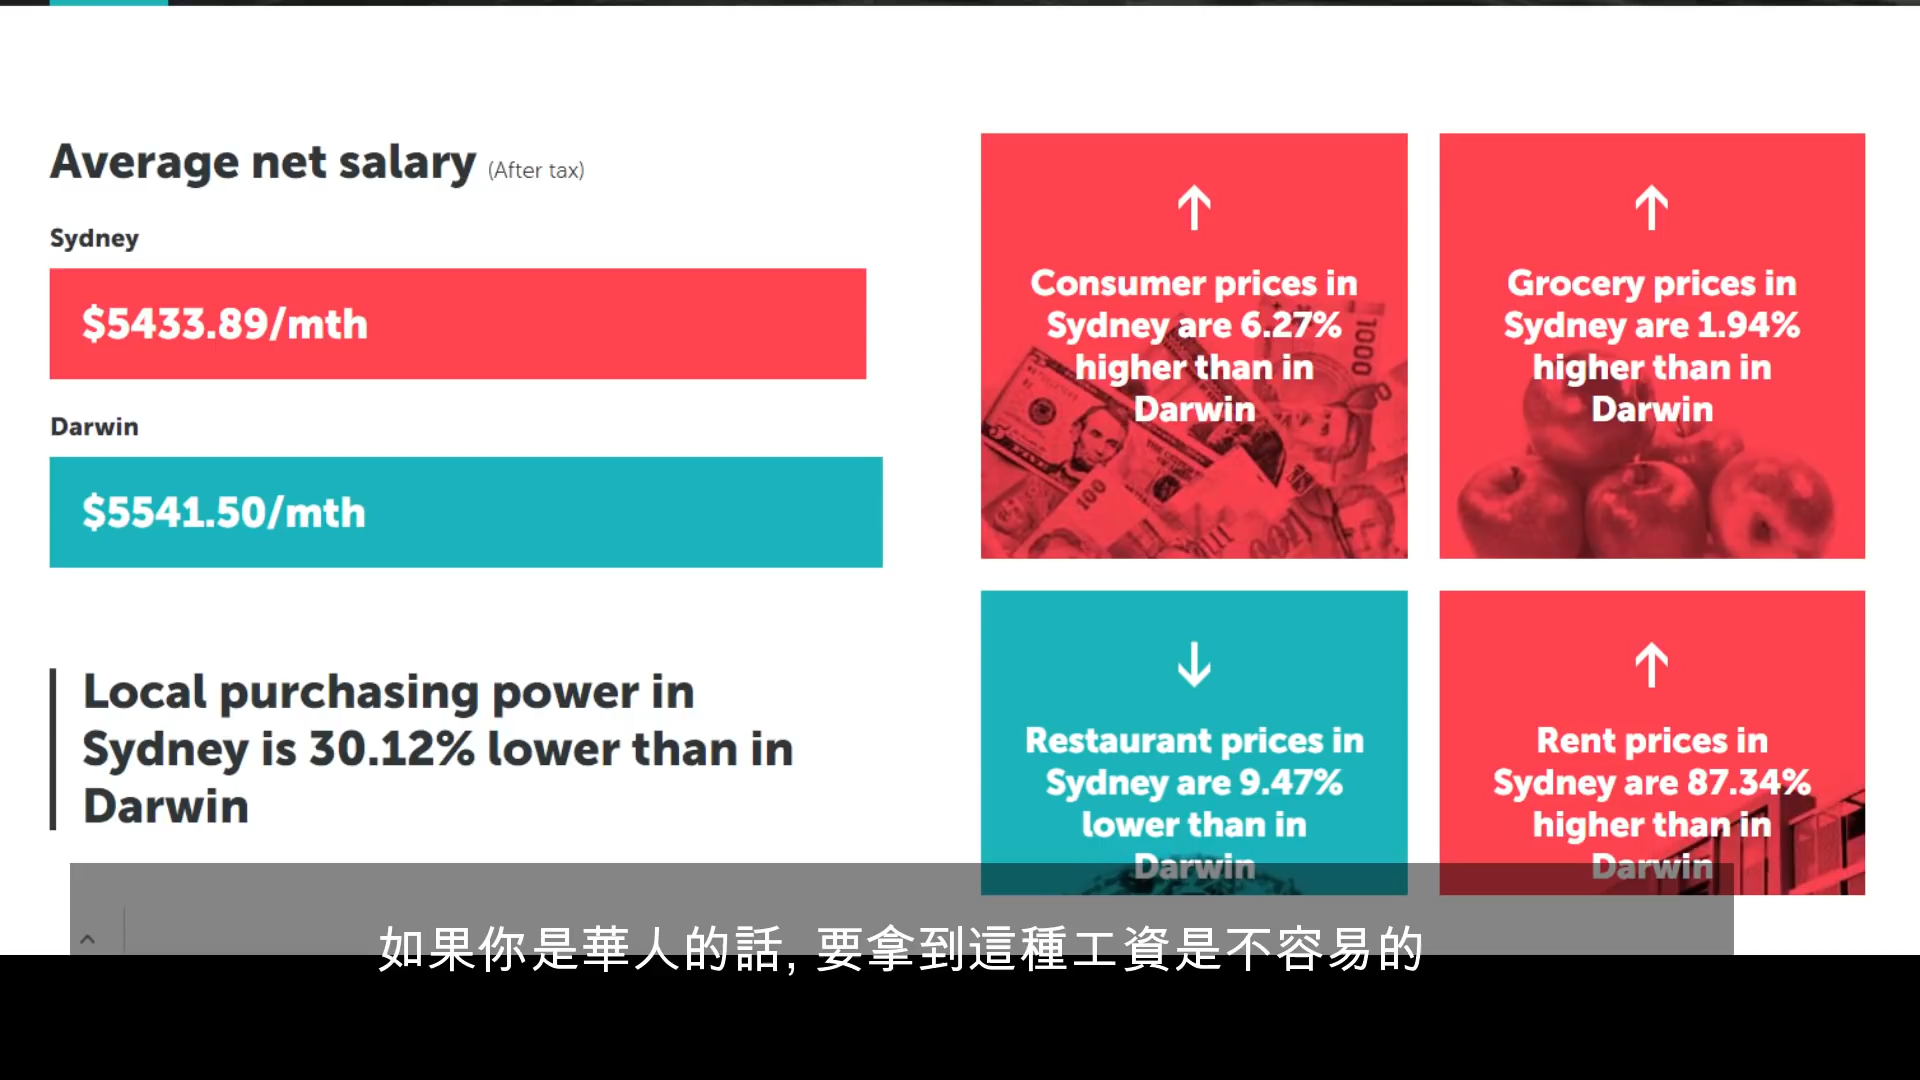 Average net salary (After tax)
Sydney
$5433.89/mth
Darwin
$5541.50/mth
Local purchasing power in
Sydney is 30.12% lower than in
Darwin
Consumer prices in
Sydney are 6.27%
higher than in
Darwin
Grocery prices in
Sydney are 1.94%
higher than in
Darwin
Restaurant prices in
Sydney are 9.47%
lower than in
Darwin
Rent prices in
Sydney are 87.34%
higher than in
Darwin
如果你是華人的話, 要拿到這種工資是不容易的